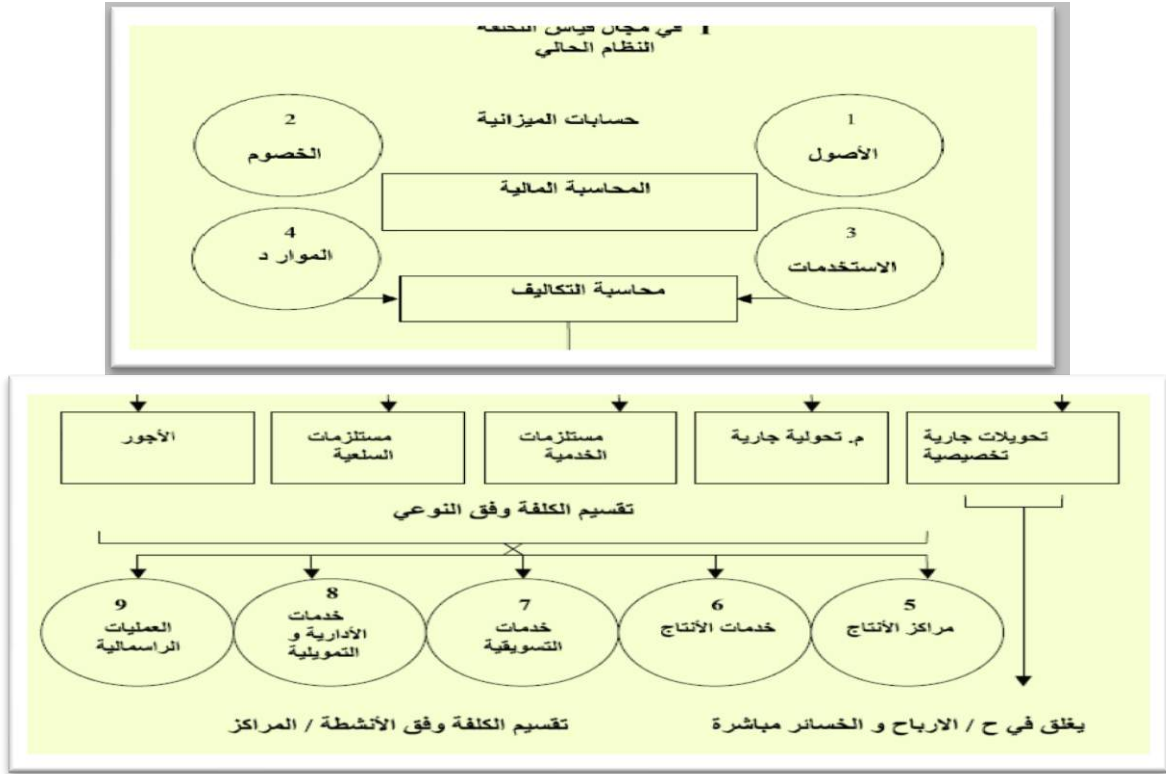 1 في مجال قياس التكلفة
النظام الحالي
حسابات الميزانية
1
الأصول
2
الخصوم
المحاسبة المالية
3
الاستخدمات
4
الموار د
محاسبة التكاليف
تحويلات جارية
تخصيصية
م. تحولية جارية
مستلزمات
الخدمية
مستلزمات
السلعية
الأجور
تقسيم الكلفة وفق النوعي
5
مراكز الأنتاج
6
خدمات الأنتاج
7
خدمات
التسويقية
8
خدمات
الأدارية و
التمويلية
9
العمليات
الراسمالية
يغلق في ح / الارباح و الخسائر مباشرة
تقسيم الكلفة وفق الأنشطة / المراكز